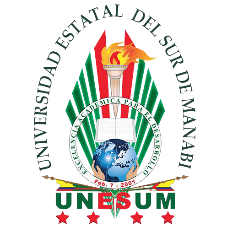 UNIVERSIDAD ESTATAL DEL SUR DE MANABÍ
EXCELENCIA ACADÉMICA PARA EL DESARROLLO
Feb. 7 - 2001
UNESUM